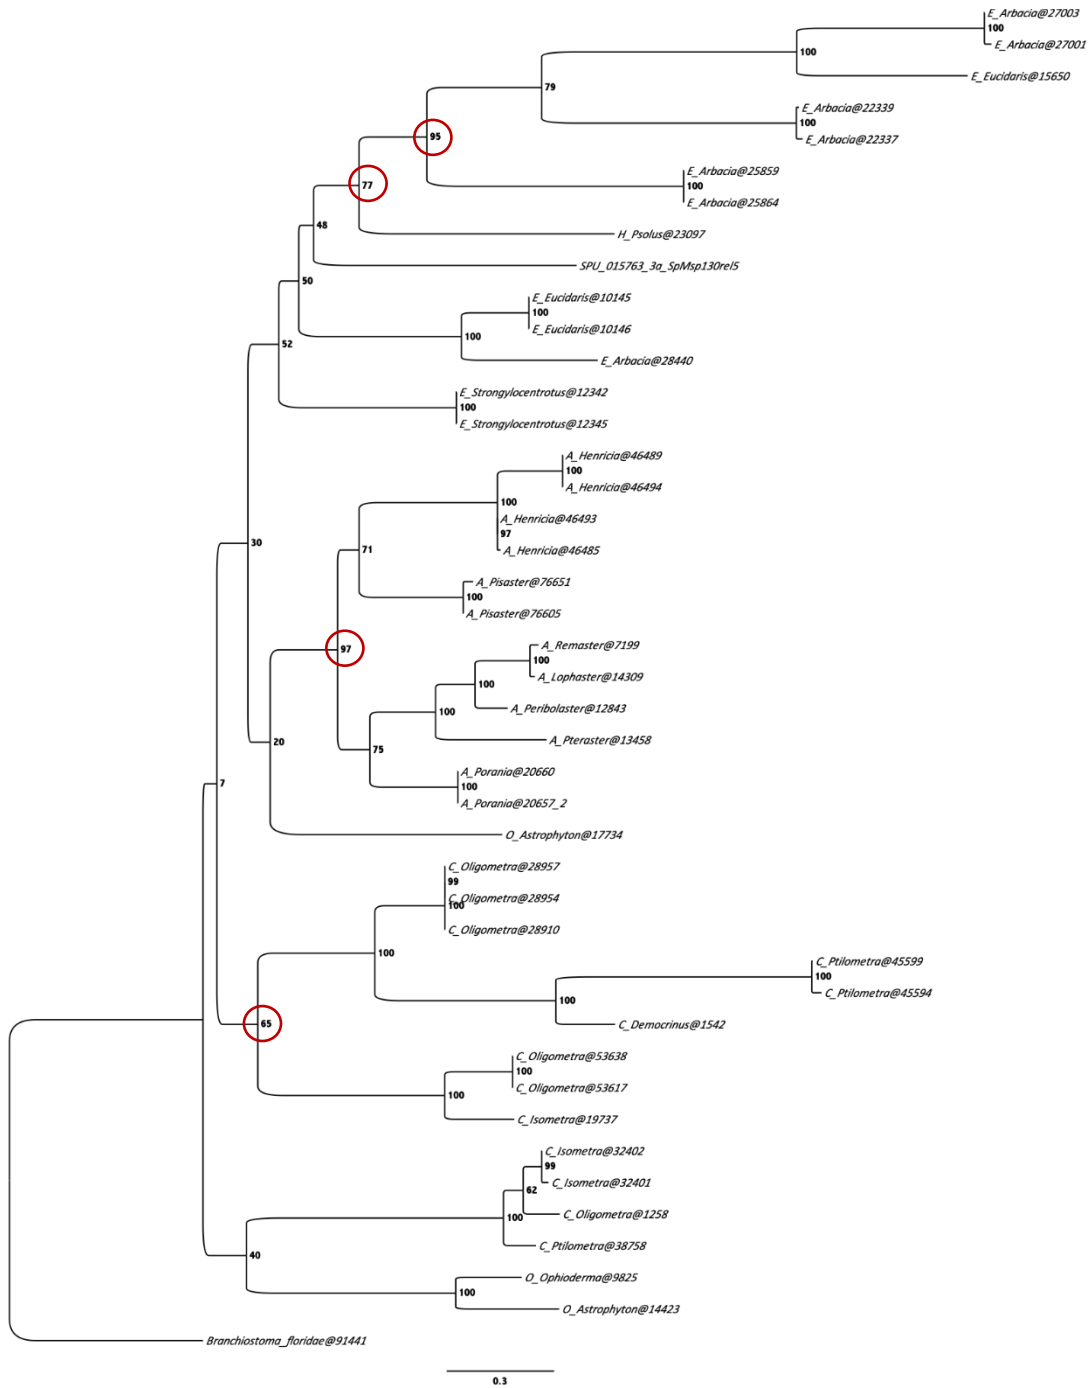 E_Arbacia@27003
100
E_Arbacia@27001
100
E_Eucidaris@15650
79
E_Arbacia@22339
100
E_Arbacia@22337
95
E_Arbacia@25859
100
E_Arbacia@25864
77
H_Psolus@23097
48
SPU_015763_3a_SpMsp130rel5
50
E_Eucidaris@10145
100
E_Eucidaris@10146
100
E_Arbacia@28440
52
E_Strongylocentrotus@12342
100
E_Strongylocentrotus@12345
A_Henricia@46489
100
A_Henricia@46494
100
A_Henricia@46493
97
A_Henricia@46485
30
71
A_Pisaster@76651
100
A_Pisaster@76605
97
A_Remaster@7199
100
A_Lophaster@14309
100
A_Peribolaster@12843
100
A_Pteraster@13458
20
75
A_Porania@20660
100
A_Porania@20657_2
7
O_Astrophyton@17734
C_Oligometra@28957
99
C_Oligometra@28954
100
C_Oligometra@28910
100
C_Ptilometra@45599
100
C_Ptilometra@45594
100
65
C_Democrinus@1542
C_Oligometra@53638
100
C_Oligometra@53617
100
C_Isometra@19737
C_Isometra@32402
99
C_Isometra@32401
62
C_Oligometra@1258
100
C_Ptilometra@38758
40
O_Ophioderma@9825
100
O_Astrophyton@14423
Branchiostoma_floridae@91441
0.3